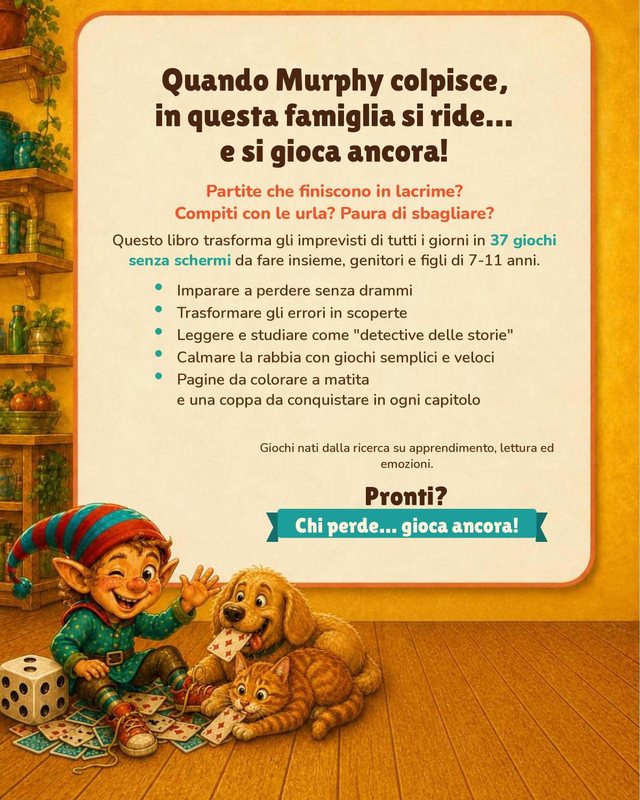 Quando Murphy colpisce,
in questa famiglia si ride...
e si gioca ancora!
Partite che finiscono in lacrime?
Compiti con le urla? Paura di sbagliare?
Questo libro trasforma gli imprevisti di tutti i giorni in 37 giochi
senza schermi da fare insieme, genitori e figli di 7-11 anni.
• Imparare a perdere senza drammi
• Trasformare gli errori in scoperte
• Leggere e studiare come "detective delle storie"
• Calmare la rabbia con giochi semplici e veloci
• Pagine da colorare a matita
e una coppa da conquistare in ogni capitolo
Giochi nati dalla ricerca su apprendimento, lettura ed
emozioni.
Pronti?
Chi perde... gioca ancora!